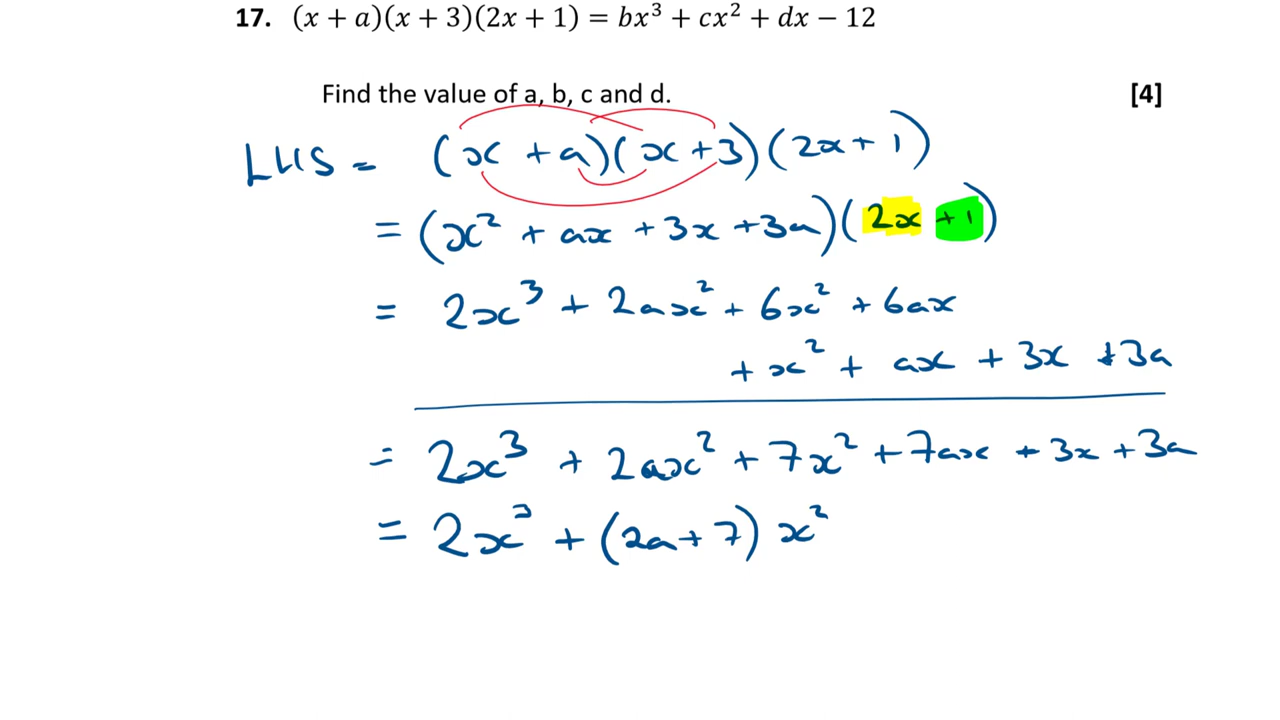 17. (x + a)(x + 3)(2x + 1) = bx³ + cx² + dx − 12
Find the value of a, b, c and d. [4]
LHS = (x + a)(x + 3)(2x + 1)
= (x² + ax + 3x + 3a)(2x + 1)
= 2x³ + 2ax² + 6x² + 6ax
+ x² + ax + 3x + 3a
= 2x³ + 2ax² + 7x² + 7ax + 3x + 3a
= 2x³ + (2a + 7) x²